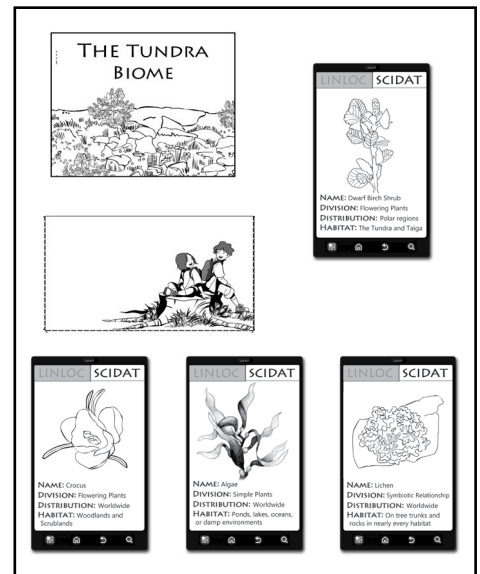 THE TUNDRA
BIOME
LINLOC SCIDAT
NAME: Dwarf Birch Shrub
DIVISION: Flowering Plants
DISTRIBUTION: Polar regions
HABITAT: The Tundra and Taiga
LINLOC SCIDAT
NAME: Crocus
DIVISION: Flowering Plants
DISTRIBUTION: Worldwide
HABITAT: Woodlands and
Scrublands
LINLOC SCIDAT
NAME: Algae
DIVISION: Simple Plants
DISTRIBUTION: Worldwide
HABITAT: Ponds, lakes, oceans,
or damp environments
LINLOC SCIDAT
NAME: Lichen
DIVISION: Symbiotic Relationship
DISTRIBUTION: Worldwide
HABITAT: On tree trunks and
rocks in nearly every habitat